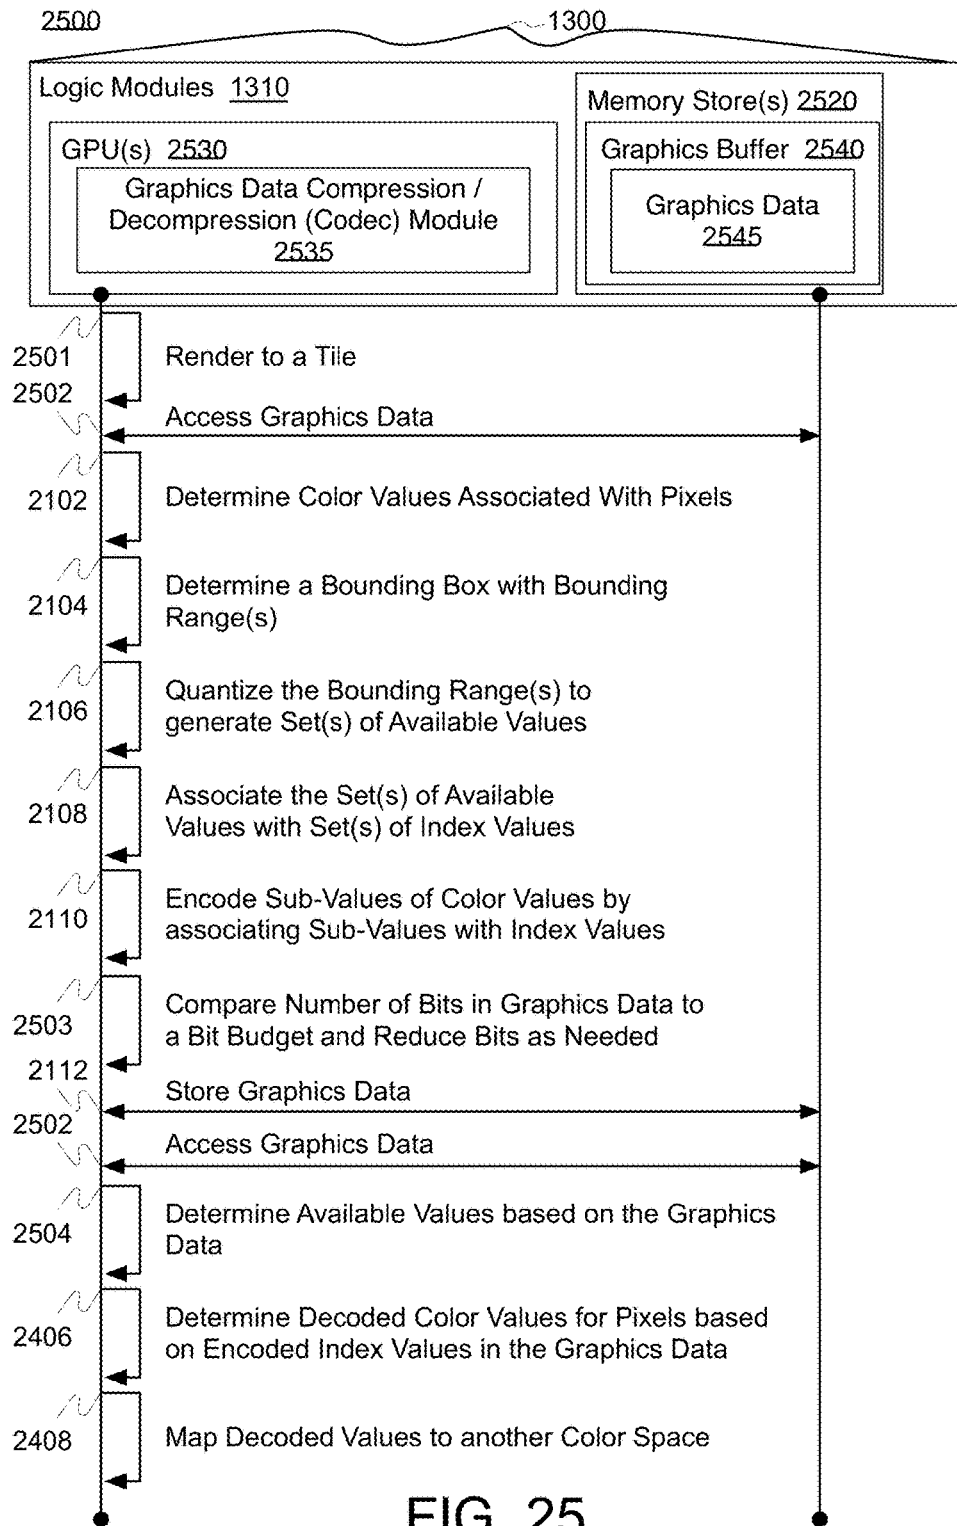 2500
1300
Logic Modules 1310
Memory Store(s) 2520
GPU(s) 2530
Graphics Buffer 2540
Graphics Data Compression /
Decompression (Codec) Module
2535
Graphics Data
2545
2501
Render to a Tile
2502
Access Graphics Data
2102
Determine Color Values Associated With Pixels
2104
Determine a Bounding Box with Bounding
Range(s)
2106
Quantize the Bounding Range(s) to
generate Set(s) of Available Values
2108
Associate the Set(s) of Available
Values with Set(s) of Index Values
2110
Encode Sub-Values of Color Values by
associating Sub-Values with Index Values
2503
Compare Number of Bits in Graphics Data to
a Bit Budget and Reduce Bits as Needed
2112
Store Graphics Data
2502
Access Graphics Data
2504
Determine Available Values based on the Graphics
Data
2406
Determine Decoded Color Values for Pixels based
on Encoded Index Values in the Graphics Data
2408
Map Decoded Values to another Color Space
FIG. 25